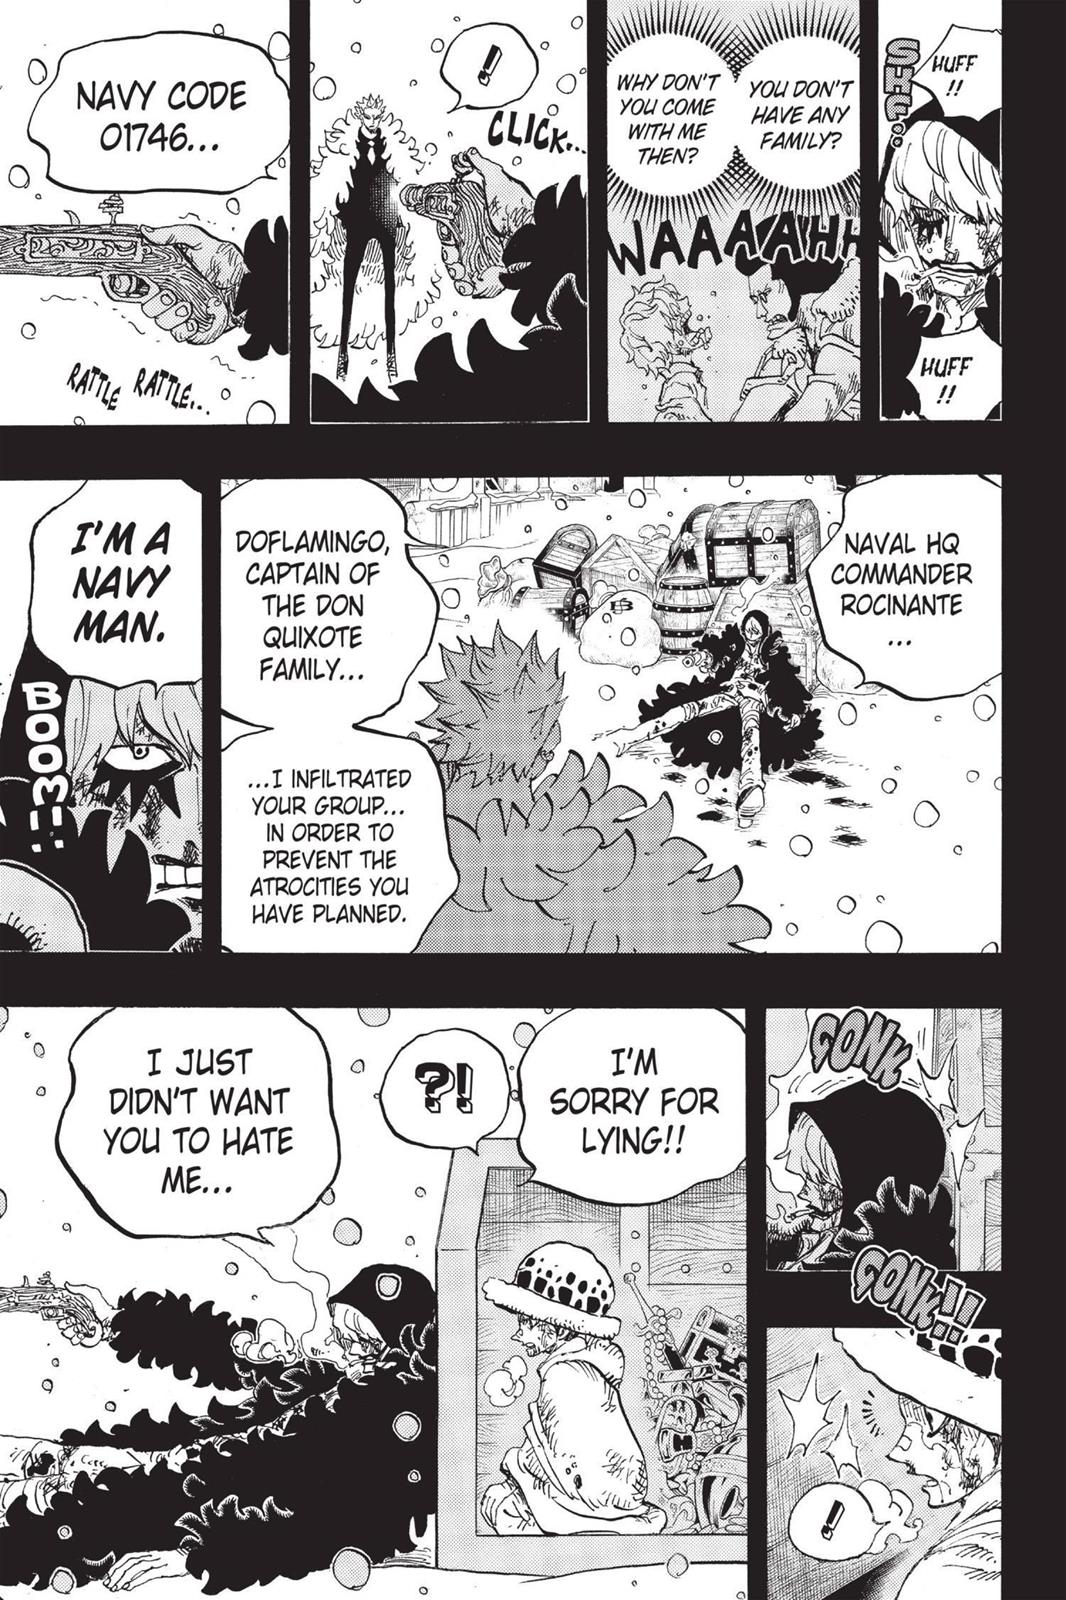 HUFF
!!
SHF..
HUFF
!!
YOU DON'T
HAVE ANY
FAMILY?
WHY DON'T
YOU COME
WITH ME
THEN?
WAAAAAHH
!
CLICK...
NAVY CODE
01746...
RATTLE RATTLE...
NAVAL HQ
COMMANDER
ROCINANTE
...
DOFLAMINGO,
CAPTAIN OF
THE DON
QUIXOTE
FAMILY...
...I INFILTRATED
YOUR GROUP...
IN ORDER TO
PREVENT THE
ATROCITIES YOU
HAVE PLANNED.
I'M A
NAVY
MAN.
BOOM!!
GONK
GONK!!
!
I'M
SORRY FOR
LYING!!
?!
I JUST
DIDN'T WANT
YOU TO HATE
ME...